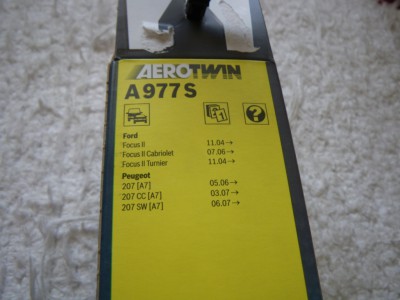 AEROTWIN
A977S
1 ?
Ford
Focus II 11.04→
Focus II Cabriolet 07.06→
Focus II Turnier 11.04→
Peugeot
207 [A7] 05.06→
207 CC [A7] 03.07→
207 SW [A7] 06.07→